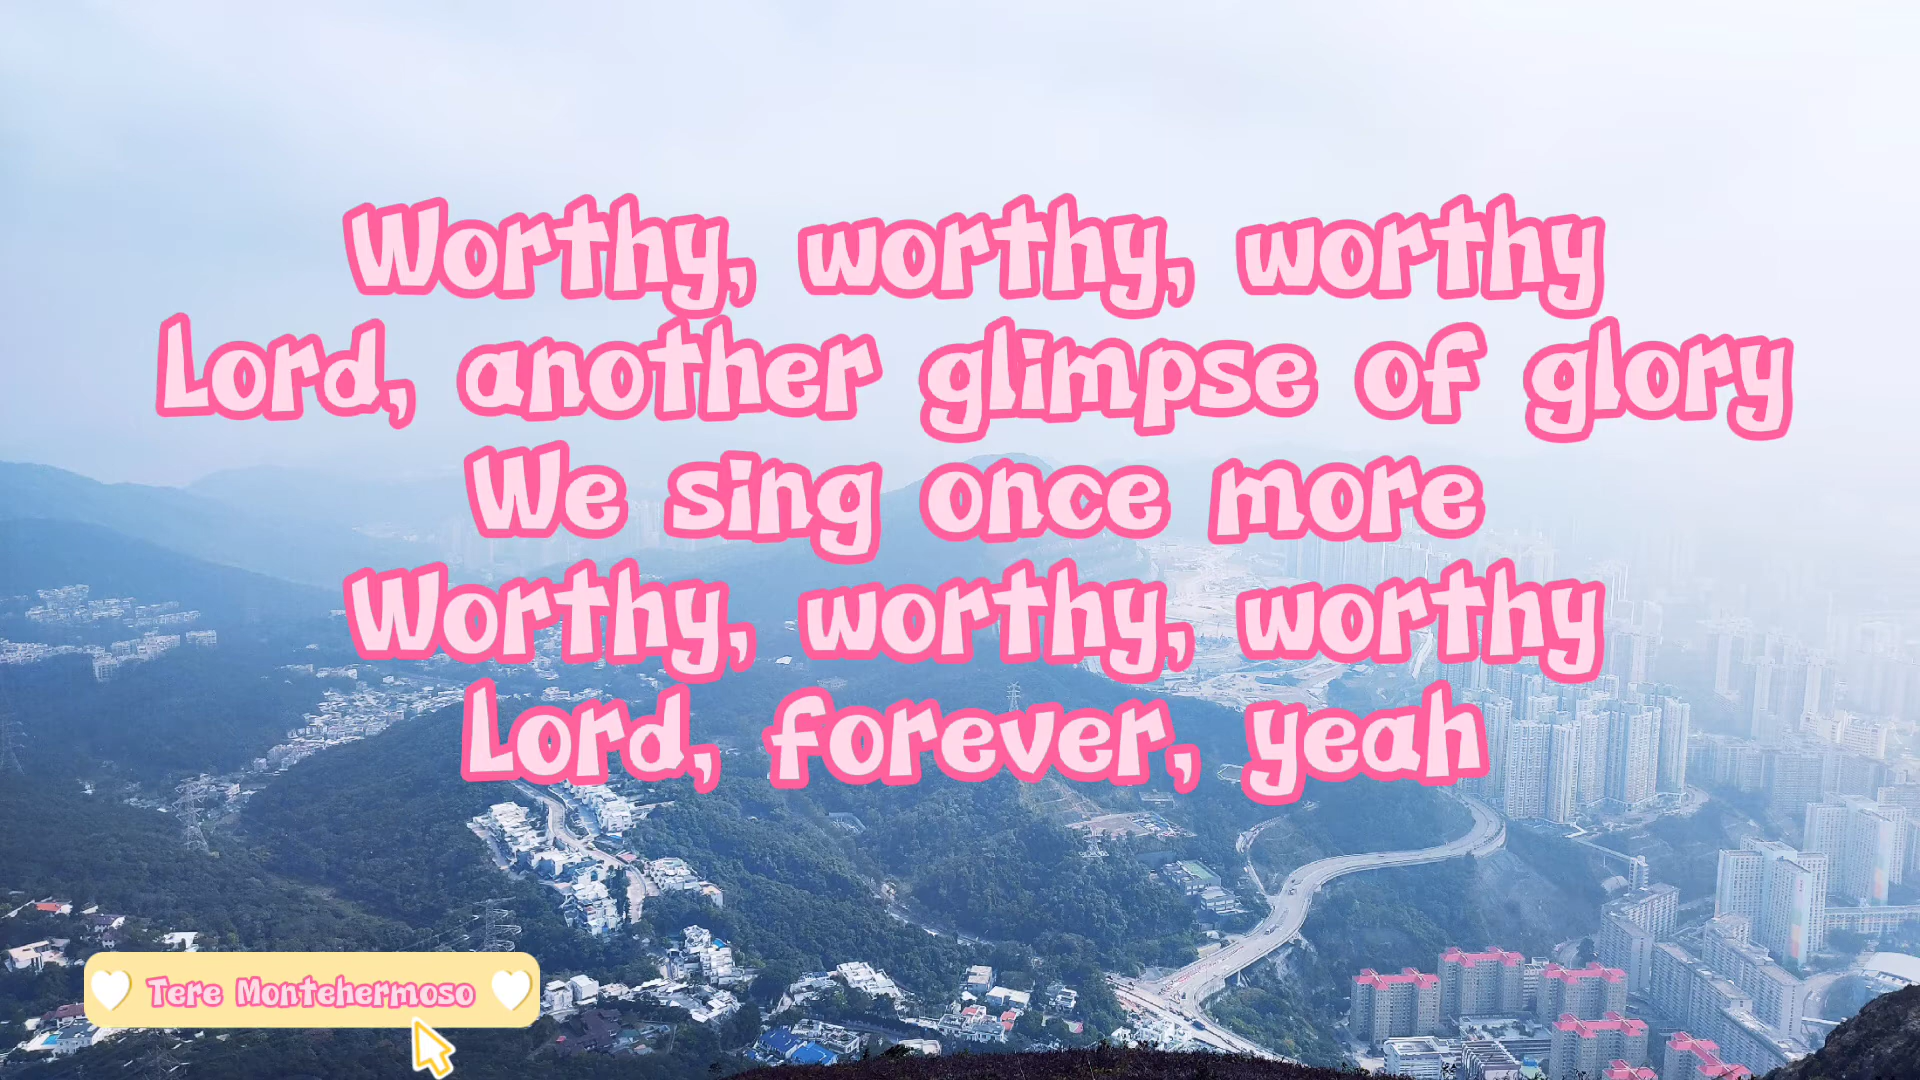 Worthy, worthy, worthy
Lord, another glimpse of glory
We sing once more
Worthy, worthy, worthy
Lord, forever, yeah
Tere Montehermoso